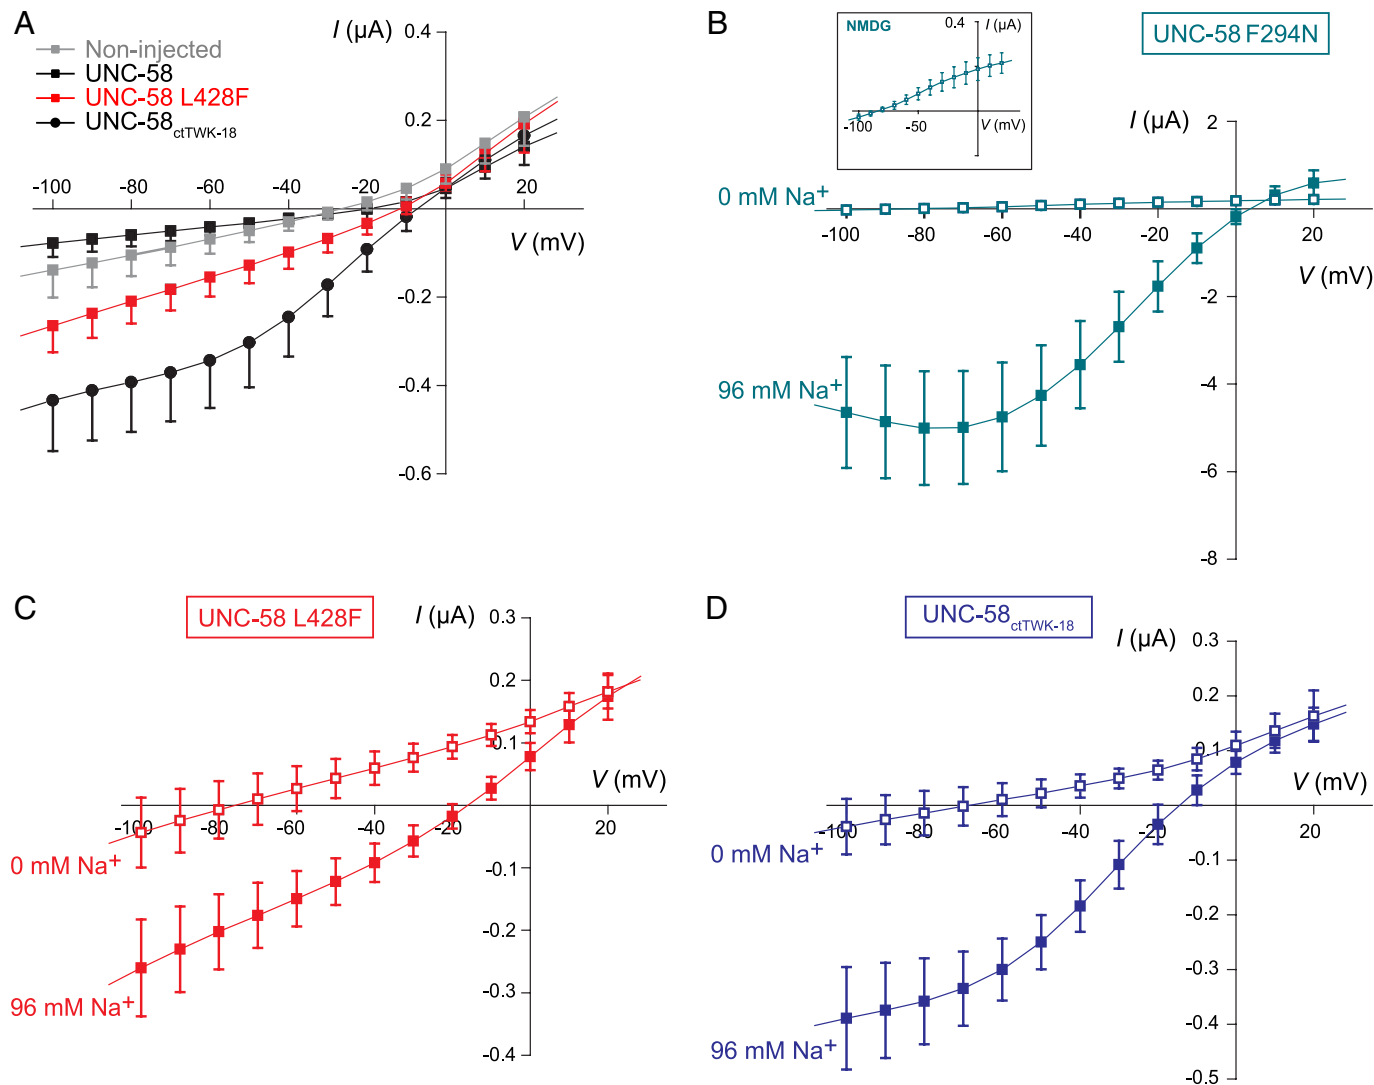 A
I (µA)
Non-injected
UNC-58
UNC-58 L428F
UNC-58ctTWK-18
0.4
0.2
-100 -80 -60 -40 -20 20
V (mV)
-0.2
-0.4
-0.6
B
NMDG
0.4 I (µA)
-100 -50 V (mV)
UNC-58 F294N
I (µA) 2
0 mM Na+
-100 -80 -60 -40 -20 20
V (mV)
-2
96 mM Na+
-4
-6
-8
C
UNC-58 L428F
I (µA) 0.3
0.2
0.1
V (mV)
-100 -80 -60 -40 -20 20
0 mM Na+
-0.1
-0.2
96 mM Na+
-0.3
-0.4
D
UNC-58ctTWK-18
I (µA) 0.3
0.2
0.1
V (mV)
-100 -80 -60 -40 -20 20
0 mM Na+
-0.1
-0.2
-0.3
96 mM Na+
-0.4
-0.5